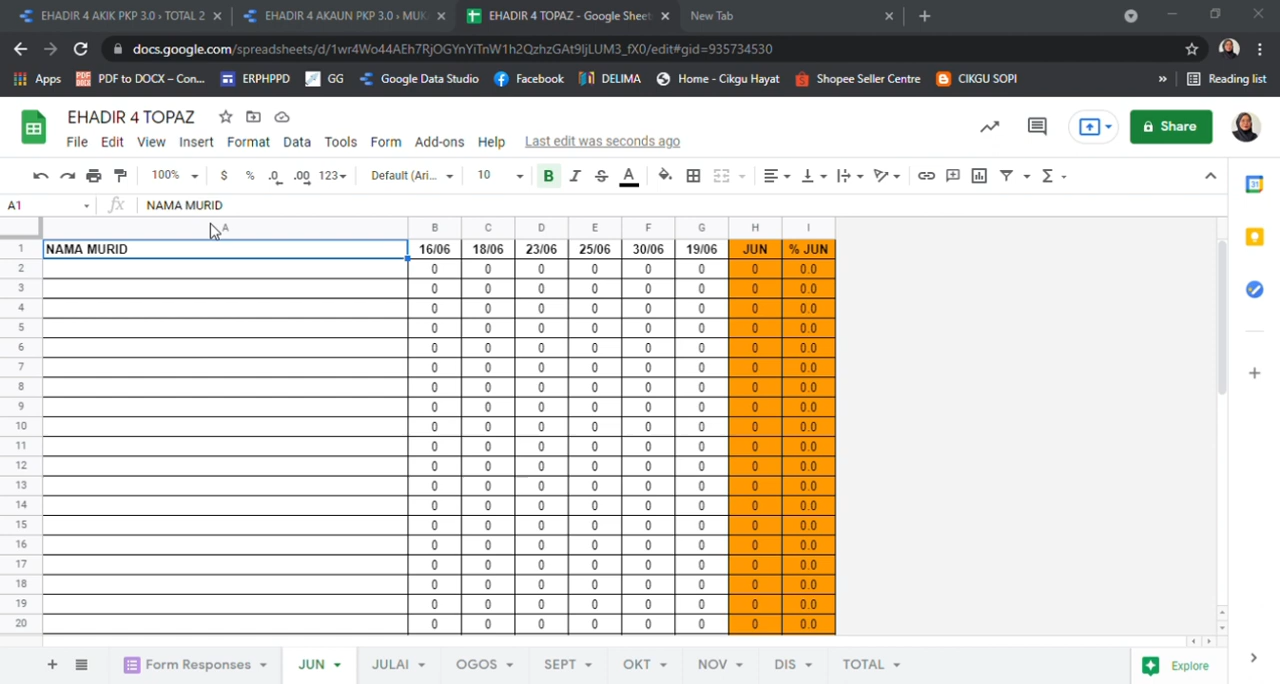 EHADIR 4 AKIK PKP 3.0 › TOTAL 2
EHADIR 4 AKAUN PKP 3.0 › MUK
EHADIR 4 TOPAZ - Google Sheet
New Tab
docs.google.com/spreadsheets/d/1wr4Wo44AEh7RjOGYnYiTnW1h2QzhzGAt9IjLUM3_fX0/edit#gid=935734530
Apps PDF to DOCX – Con... ERPHPPD GG Google Data Studio Facebook DELIMA Home - Cikgu Hayat Shopee Seller Centre CIKGU SOPI » Reading list
EHADIR 4 TOPAZ
File Edit View Insert Format Data Tools Form Add-ons Help Last edit was seconds ago
Share
100% $ % .0 .00 123 Default (Ari... 10 B I S A Σ
A1 fx NAMA MURID
A B C D E F G H I
1 NAMA MURID 16/06 18/06 23/06 25/06 30/06 19/06 JUN % JUN
2 0 0 0 0 0 0 0 0.0
3 0 0 0 0 0 0 0 0.0
4 0 0 0 0 0 0 0 0.0
5 0 0 0 0 0 0 0 0.0
6 0 0 0 0 0 0 0 0.0
7 0 0 0 0 0 0 0 0.0
8 0 0 0 0 0 0 0 0.0
9 0 0 0 0 0 0 0 0.0
10 0 0 0 0 0 0 0 0.0
11 0 0 0 0 0 0 0 0.0
12 0 0 0 0 0 0 0 0.0
13 0 0 0 0 0 0 0 0.0
14 0 0 0 0 0 0 0 0.0
15 0 0 0 0 0 0 0 0.0
16 0 0 0 0 0 0 0 0.0
17 0 0 0 0 0 0 0 0.0
18 0 0 0 0 0 0 0 0.0
19 0 0 0 0 0 0 0 0.0
20 0 0 0 0 0 0 0 0.0
Form Responses JUN JULAI OGOS SEPT OKT NOV DIS TOTAL Explore